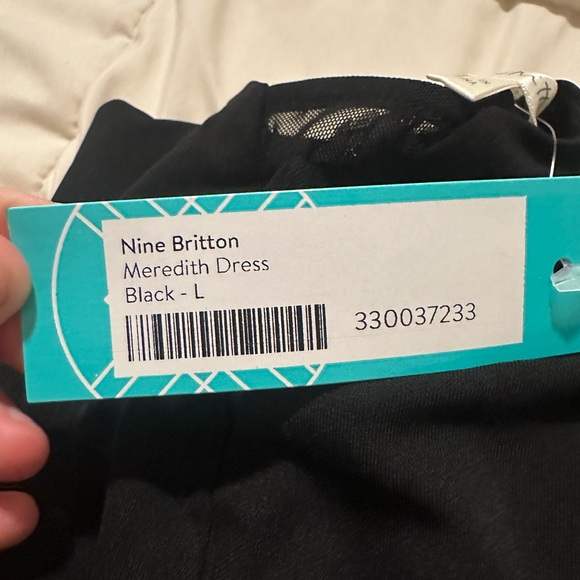 Nine Britton
Meredith Dress
Black - L
330037233